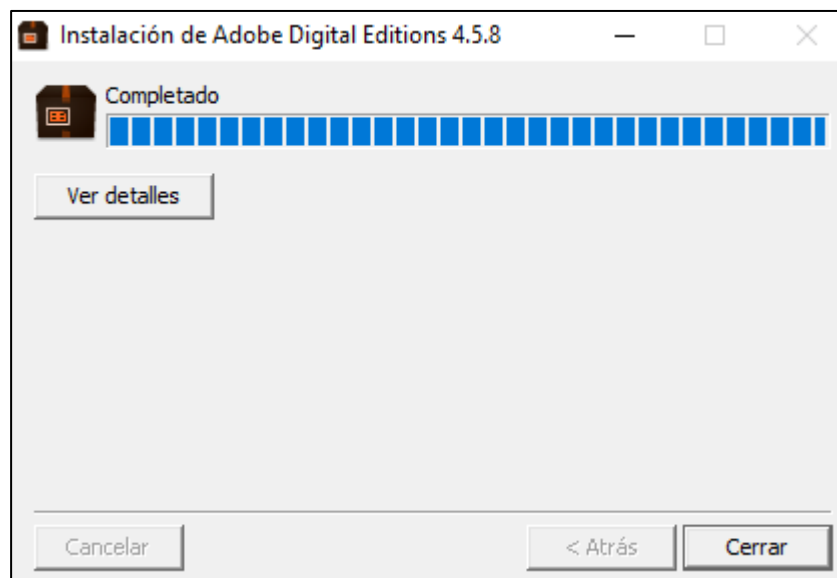 Instalación de Adobe Digital Editions 4.5.8
Completado
Ver detalles
Cancelar
< Atrás
Cerrar